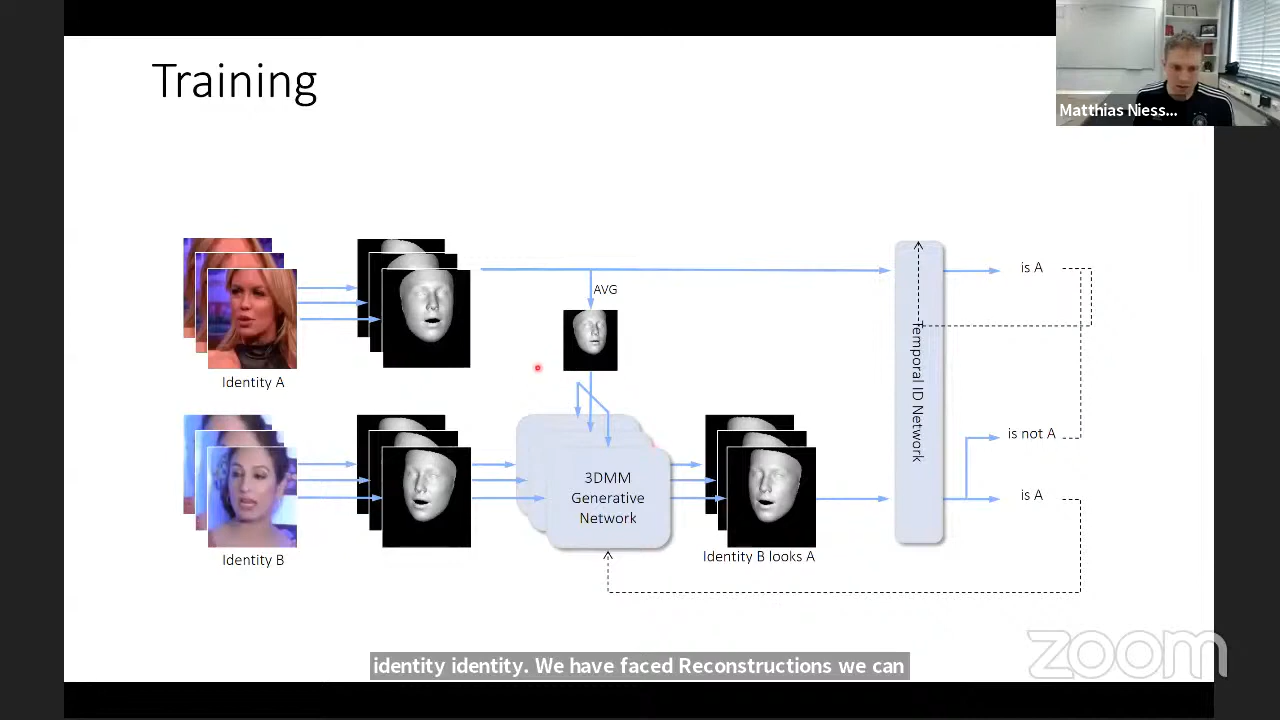 Training
Matthias Niess...
is A
AVG
Identity A
Temporal ID Network
is not A
3DMM
Generative
Network
is A
Identity B
Identity B looks A
identity identity. We have faced Reconstructions we can
zoom